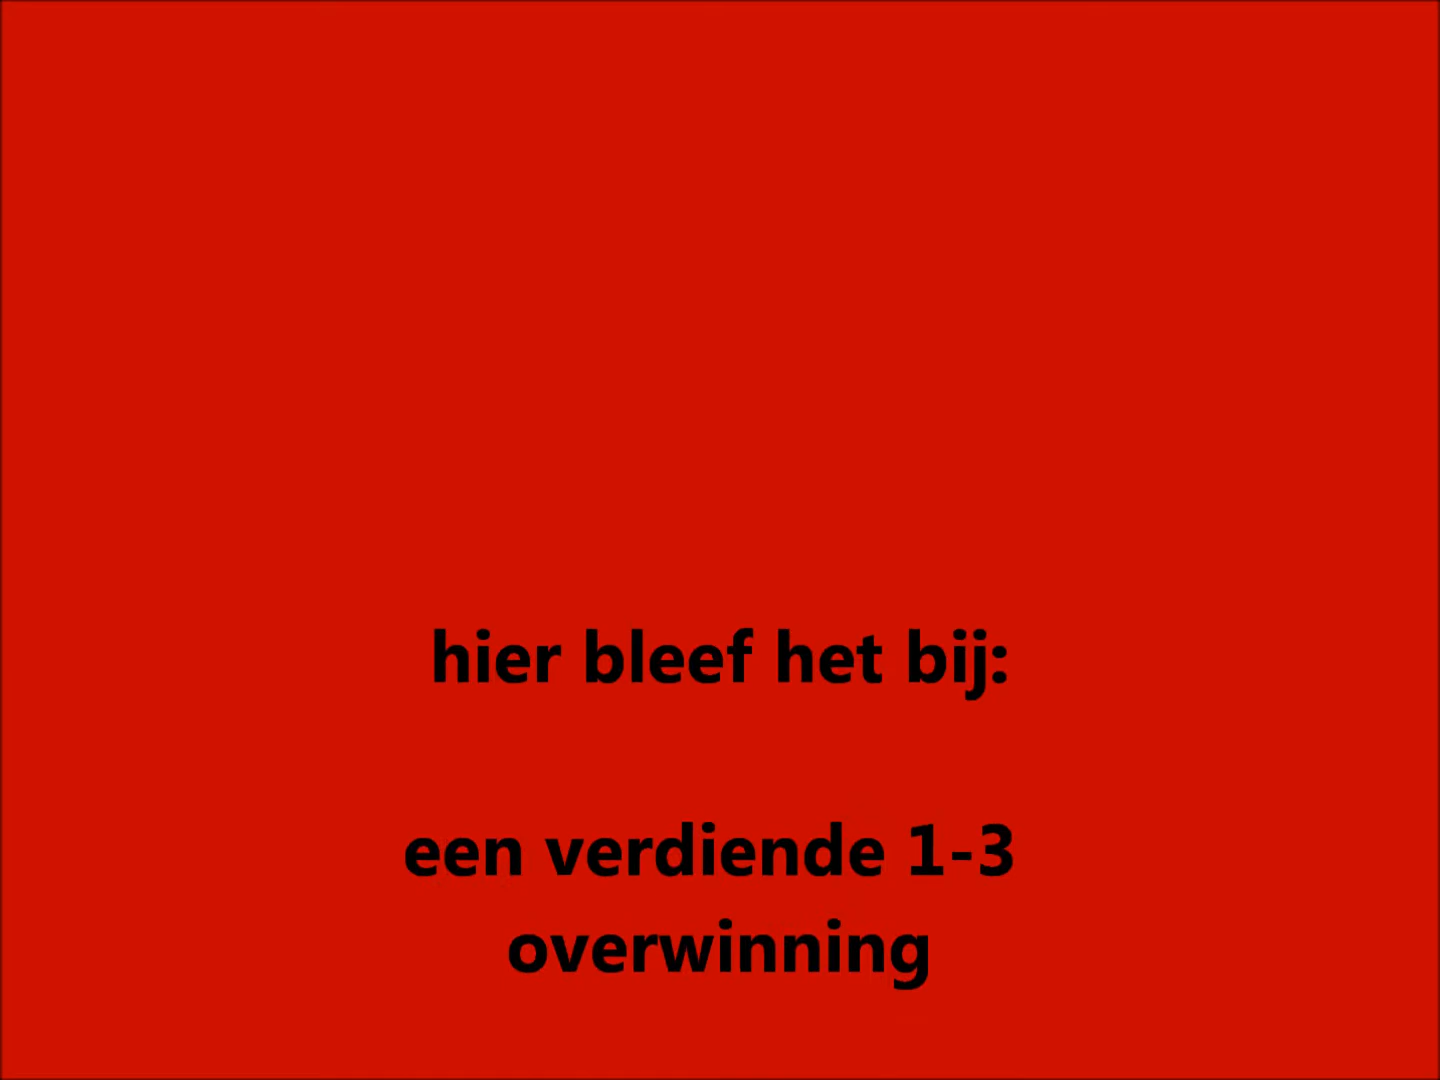 hier bleef het bij:
een verdiende 1-3
overwinning